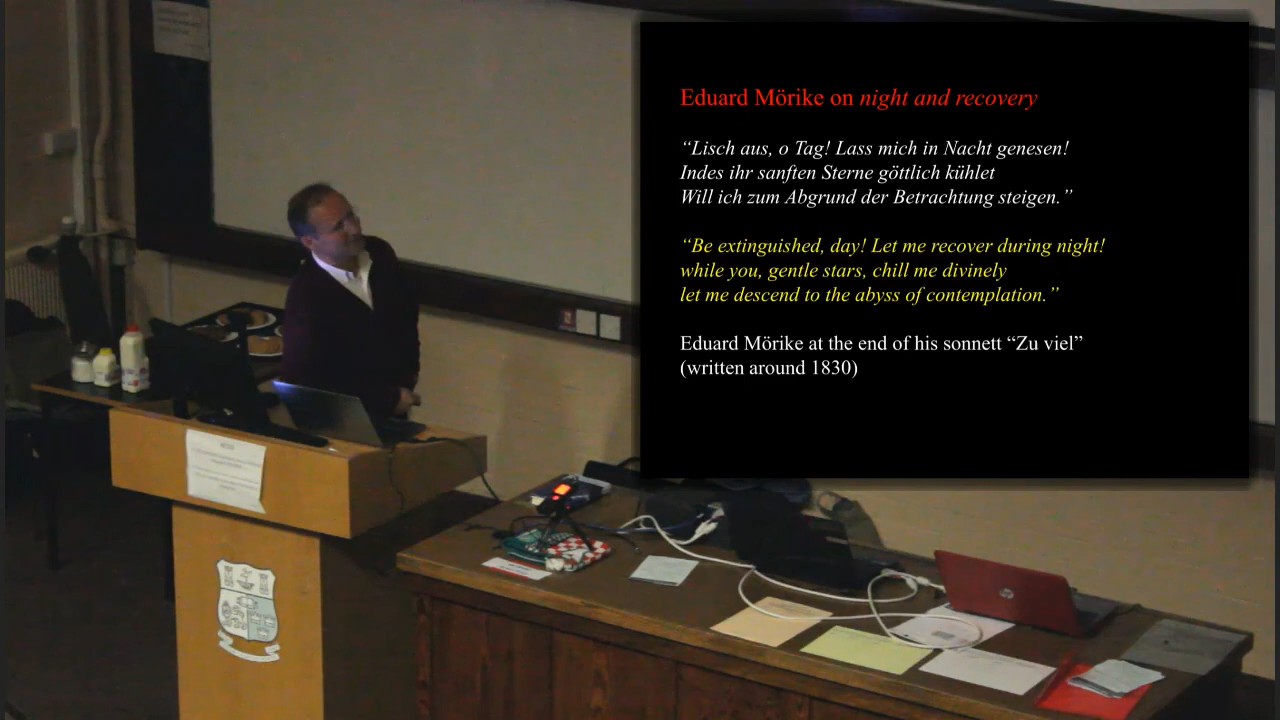 Eduard Mörike on night and recovery
“Lisch aus, o Tag! Lass mich in Nacht genesen!
Indes ihr sanften Sterne göttlich kühlet
Will ich zum Abgrund der Betrachtung steigen.”
“Be extinguished, day! Let me recover during night!
while you, gentle stars, chill me divinely
let me descend to the abyss of contemplation.”
Eduard Mörike at the end of his sonnett “Zu viel”
(written around 1830)
hp